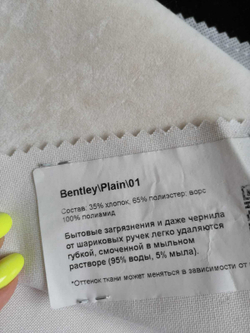 Bentley\Plain\01
Состав: 35% хлопок, 65% полиэстер; ворс
100% полиамид
Бытовые загрязнения и даже чернила
от шариковых ручек легко удаляются
губкой, смоченной в мыльном
растворе (95% воды, 5% мыла).
*Оттенок ткани может меняться в зависимости от